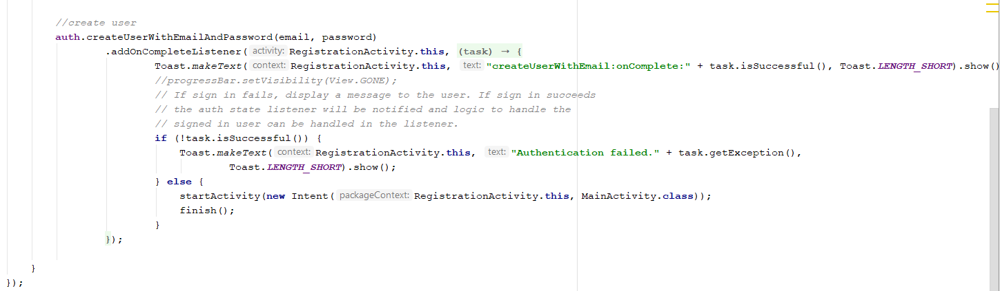 //create user
auth.createUserWithEmailAndPassword(email, password)
.addOnCompleteListener( activity: RegistrationActivity.this, (task) → {
Toast.makeText( context: RegistrationActivity.this, text: "createUserWithEmail:onComplete:" + task.isSuccessful(), Toast.LENGTH_SHORT).show()
//progressBar.setVisibility(View.GONE);
// If sign in fails, display a message to the user. If sign in succeeds
// the auth state listener will be notified and logic to handle the
// signed in user can be handled in the listener.
if (!task.isSuccessful()) {
Toast.makeText( context: RegistrationActivity.this, text: "Authentication failed." + task.getException(),
Toast.LENGTH_SHORT).show();
} else {
startActivity(new Intent( packageContext: RegistrationActivity.this, MainActivity.class));
finish();
}
});
}
});